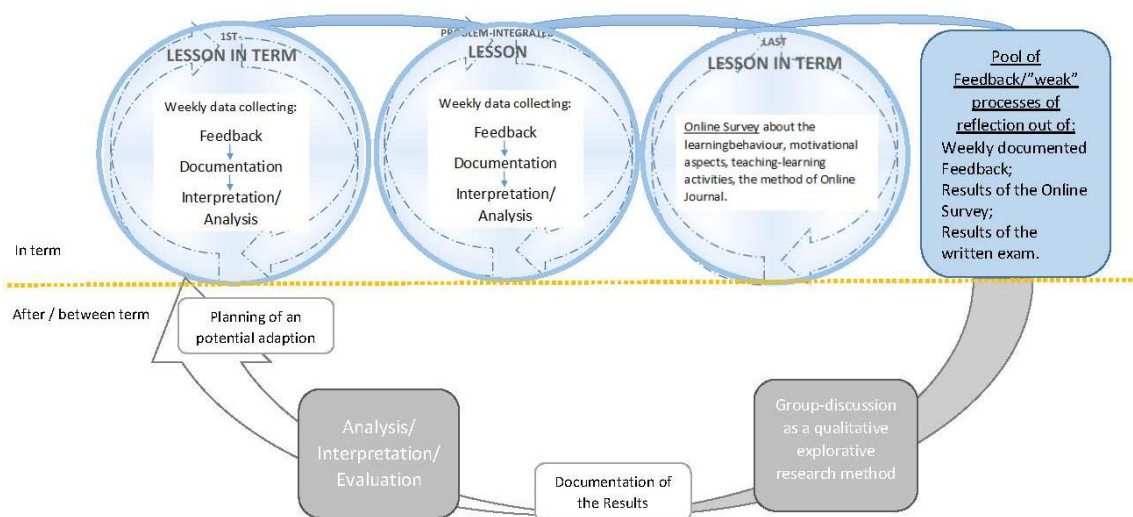 1ST
LESSON IN TERM
Weekly data collecting:
Feedback
Documentation
Interpretation/
Analysis
PROBLEM-INTEGRATED
LESSON
Weekly data collecting:
Feedback
Documentation
Interpretation/
Analysis
LAST
LESSON IN TERM
Online Survey about the
learningbehaviour, motivational
aspects, teaching-learning
activities, the method of Online
Journal.
Pool of
Feedback/"weak"
processes of
reflection out of:
Weekly documented
Feedback;
Results of the Online
Survey;
Results of the
written exam.
In term
After / between term
Planning of an
potential adaption
Analysis/
Interpretation/
Evaluation
Documentation of
the Results
Group-discussion
as a qualitative
explorative
research method